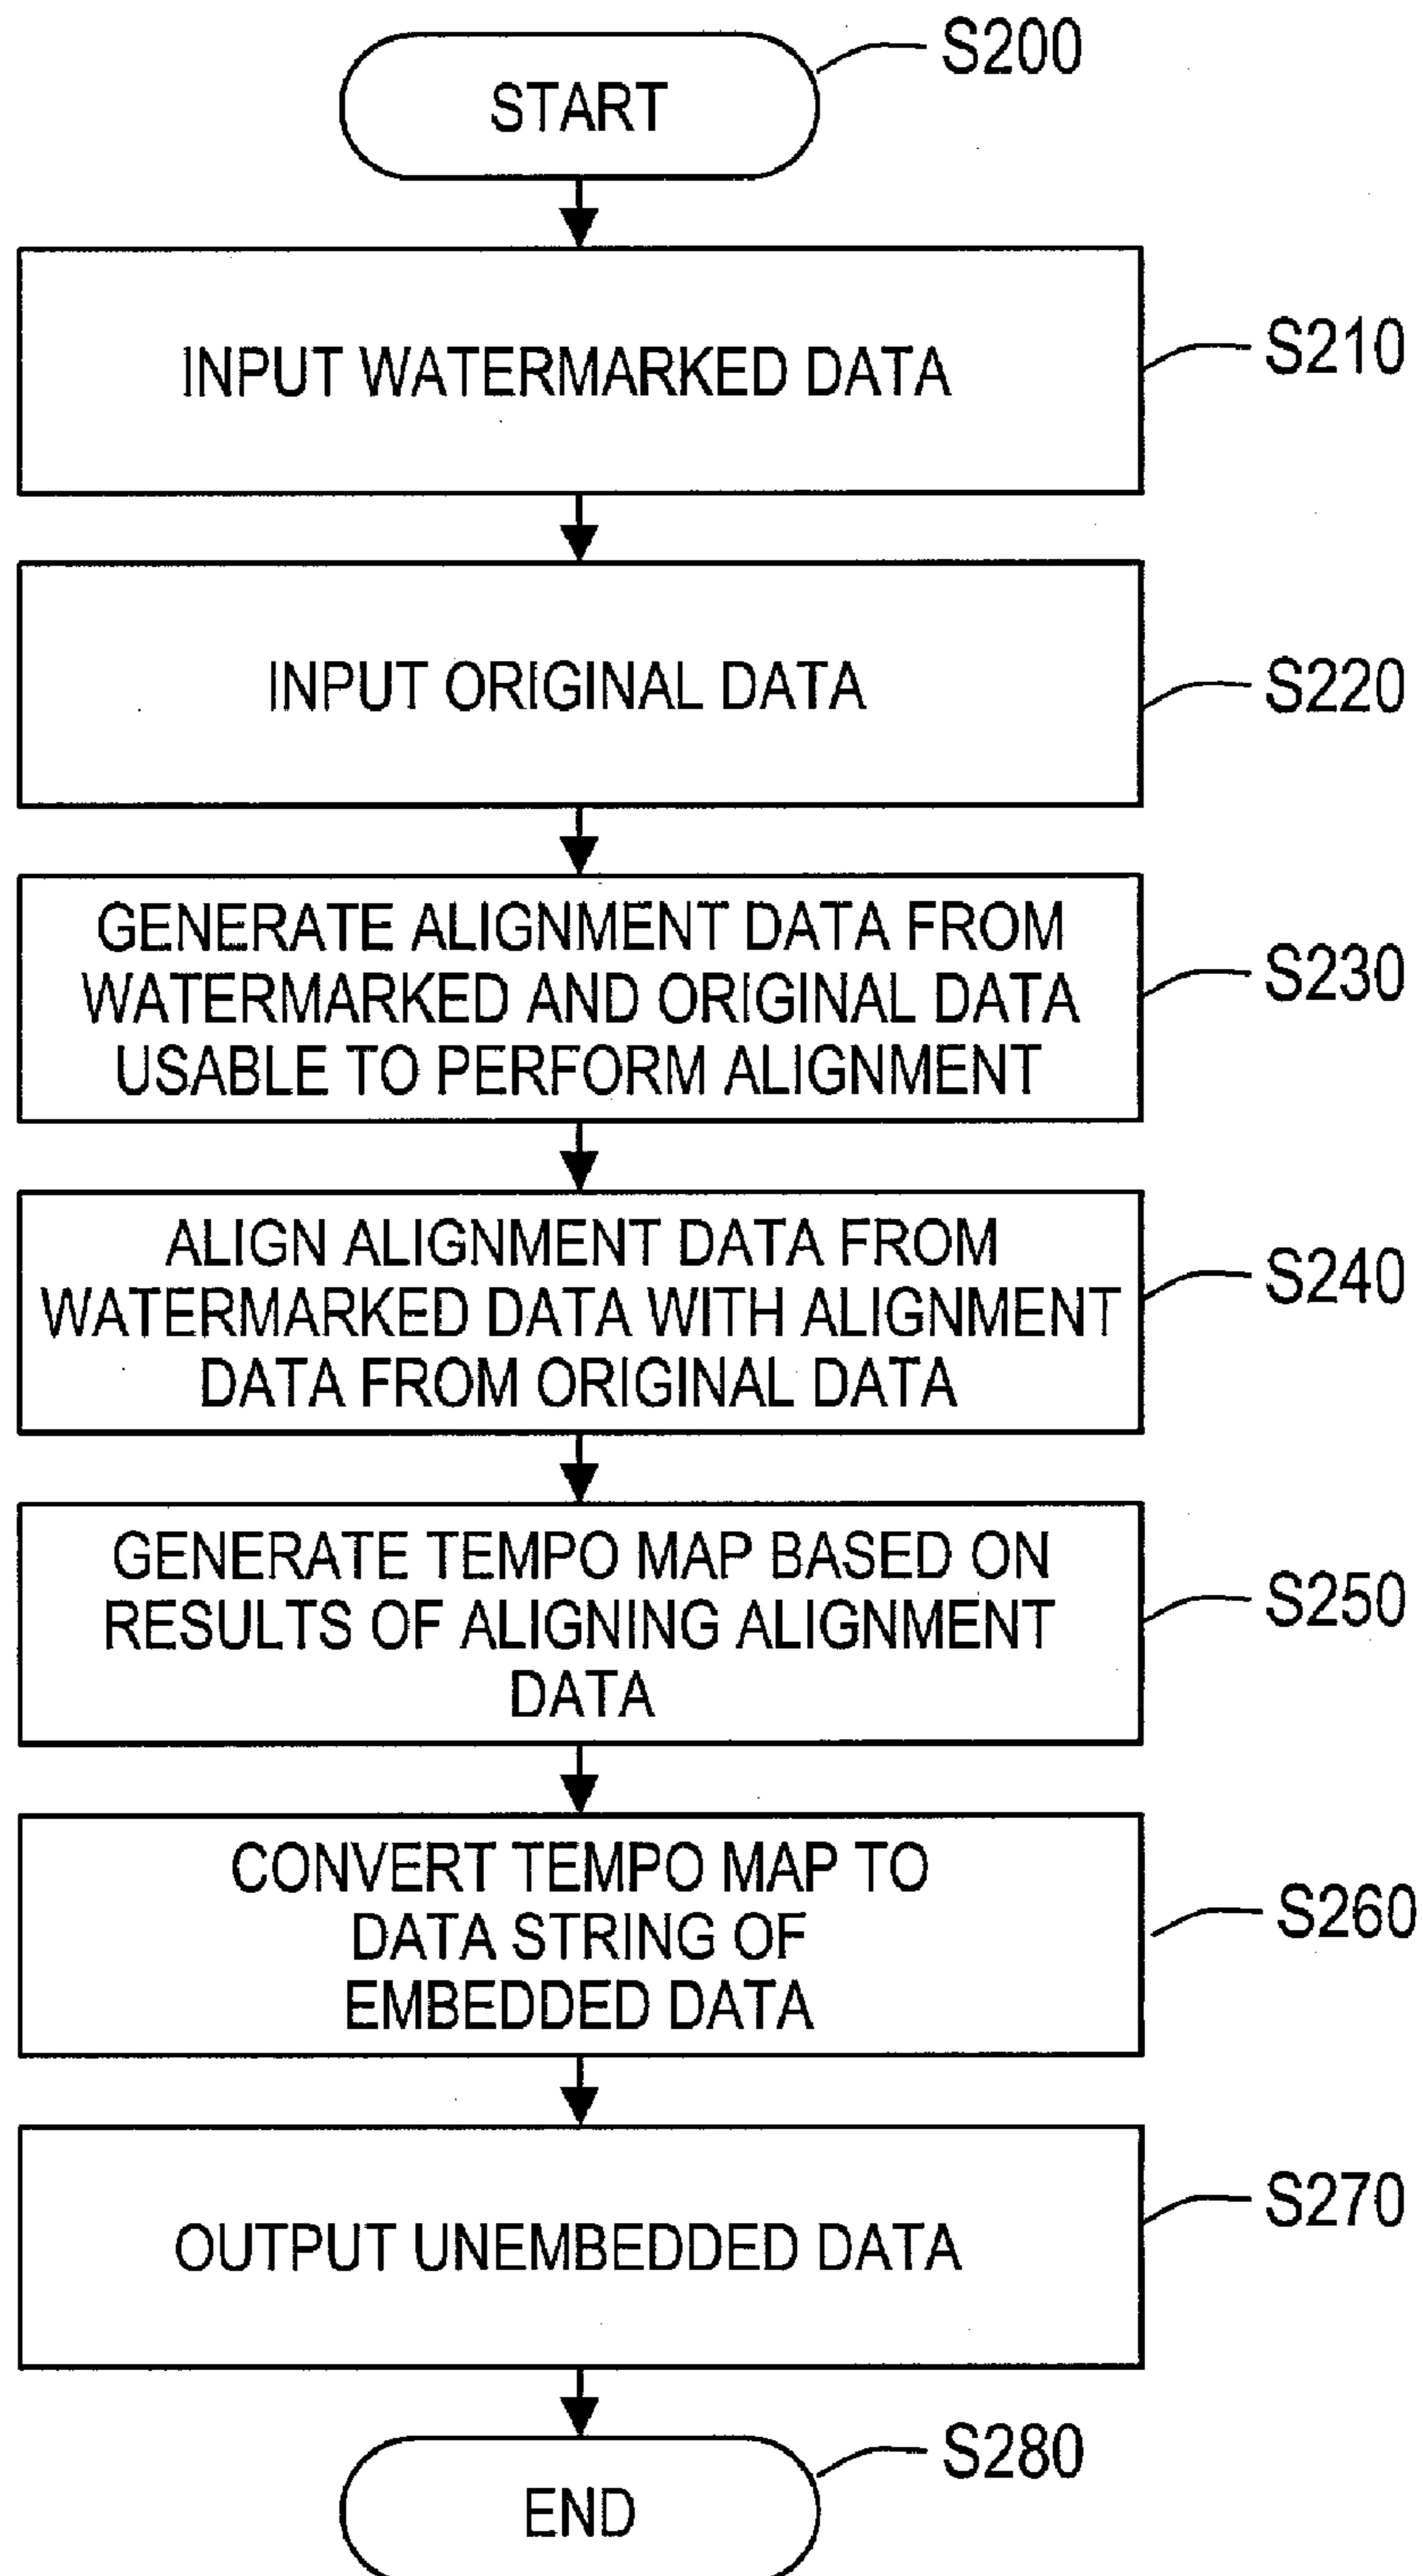 START
S200
INPUT WATERMARKED DATA
S210
INPUT ORIGINAL DATA
S220
GENERATE ALIGNMENT DATA FROM
WATERMARKED AND ORIGINAL DATA
USABLE TO PERFORM ALIGNMENT
S230
ALIGN ALIGNMENT DATA FROM
WATERMARKED DATA WITH ALIGNMENT
DATA FROM ORIGINAL DATA
S240
GENERATE TEMPO MAP BASED ON
RESULTS OF ALIGNING ALIGNMENT
DATA
S250
CONVERT TEMPO MAP TO
DATA STRING OF
EMBEDDED DATA
S260
OUTPUT UNEMBEDDED DATA
S270
END
S280